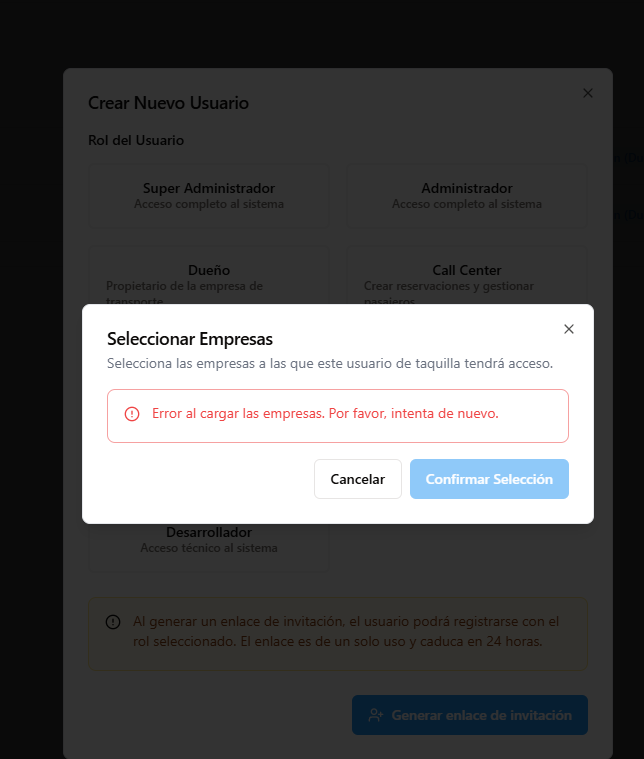 Crear Nuevo Usuario
Rol del Usuario
Super Administrador
Acceso completo al sistema
Administrador
Acceso completo al sistema
Dueño
Propietario de la empresa de
transporte
Call Center
Crear reservaciones y gestionar
pasajeros
Seleccionar Empresas
Selecciona las empresas a las que este usuario de taquilla tendrá acceso.
Error al cargar las empresas. Por favor, intenta de nuevo.
Cancelar
Confirmar Selección
Desarrollador
Acceso técnico al sistema
Al generar un enlace de invitación, el usuario podrá registrarse con el
rol seleccionado. El enlace es de un solo uso y caduca en 24 horas.
Generar enlace de invitación